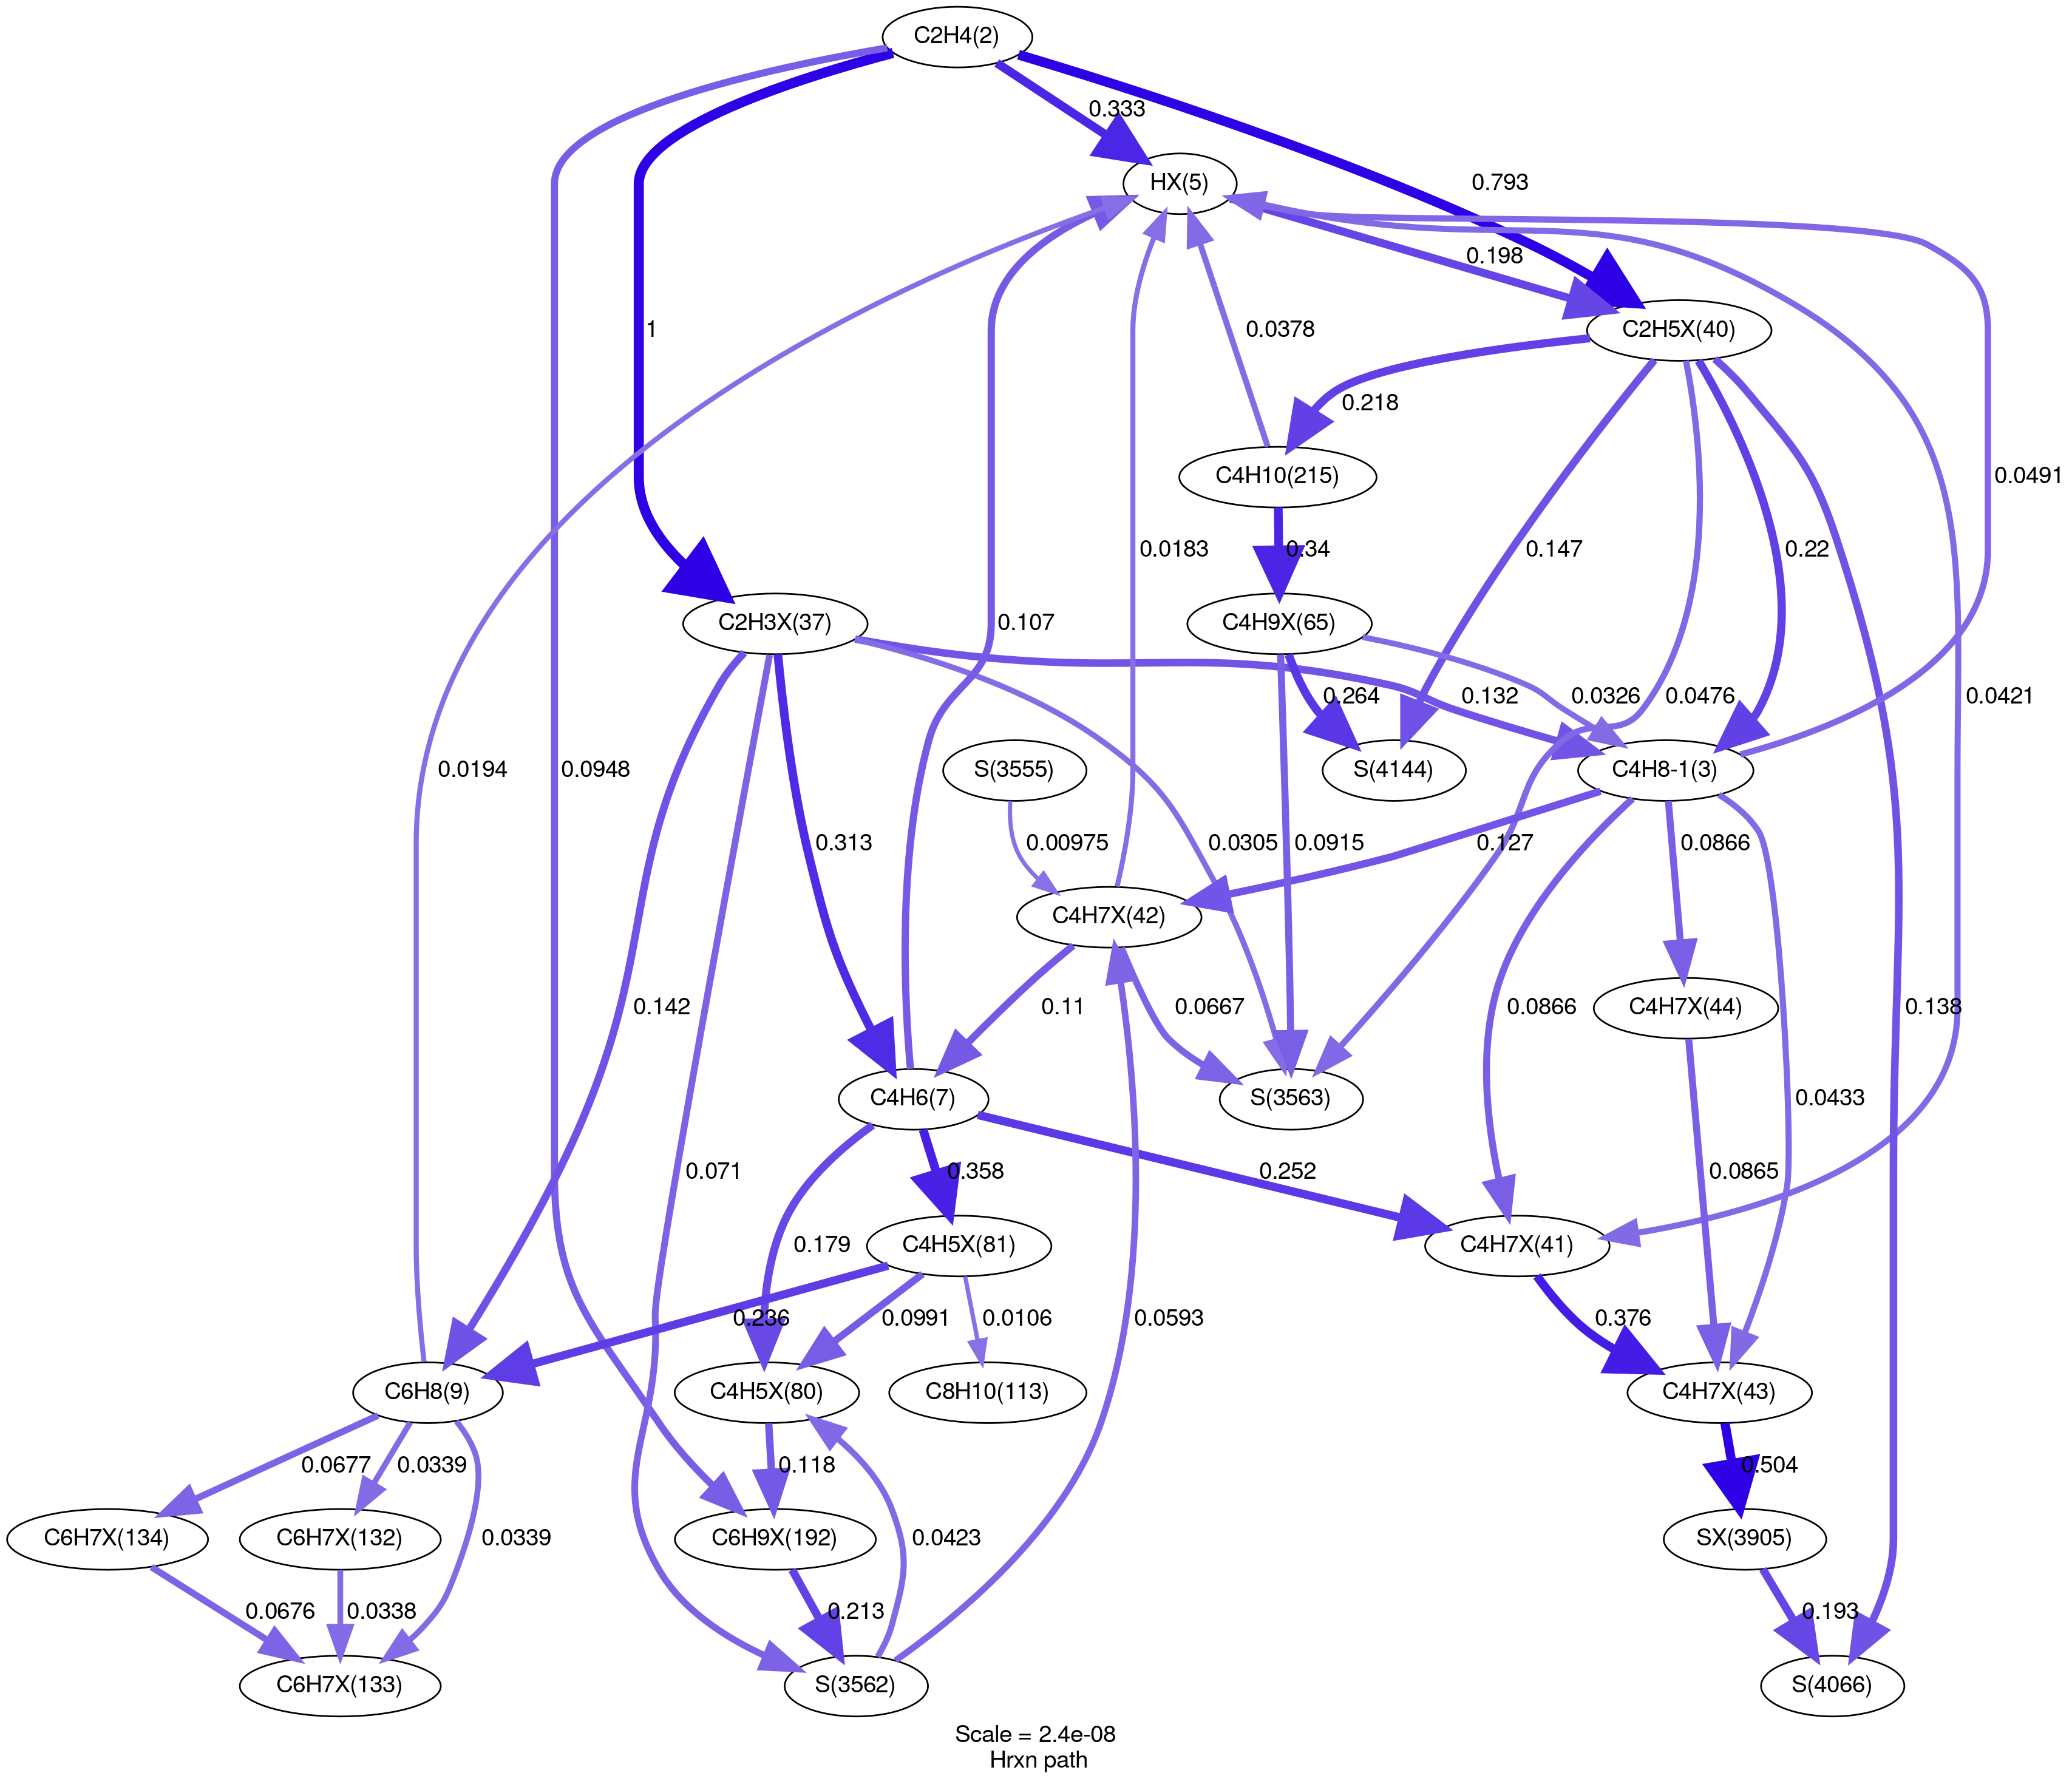 C2H4(2)
0.333
HX(5)
0.793
0.198
1
C2H5X(40)
0.0378
0.218
0.0491
C4H10(215)
0.0183
0.34
0.147
0.22
0.107
C2H3X(37)
C4H9X(65)
0.264
0.132
0.0326
0.0476
0.0421
0.0194
0.0948
S(3555)
S(4144)
C4H8-1(3)
0.313
0.00975
0.0305
0.0915
0.127
0.0866
C4H7X(42)
0.142
0.11
0.0667
0.0866
C4H7X(44)
0.138
C4H6(7)
S(3563)
0.0433
0.071
0.358
0.252
0.0865
0.179
C4H5X(81)
C4H7X(41)
0.236
0.0991
0.0106
0.0593
0.376
C6H8(9)
C4H5X(80)
C8H10(113)
C4H7X(43)
0.0677
0.0339
0.118
0.504
C6H7X(134)
C6H7X(132)
0.0339
C6H9X(192)
0.0423
SX(3905)
0.0676
0.0338
0.213
0.193
C6H7X(133)
S(3562)
S(4066)
Scale = 2.4e-08
Hrxn path